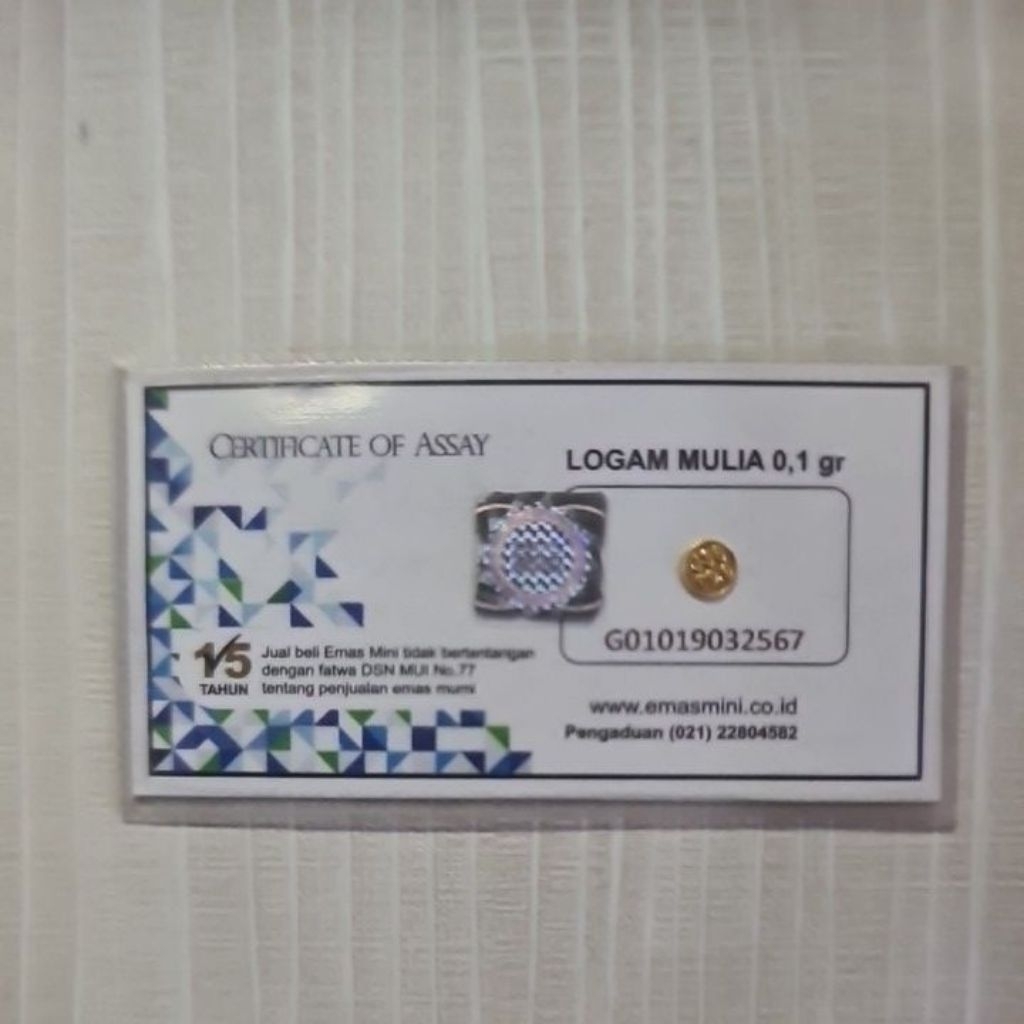 CERTIFICATE OF ASSAY
LOGAM MULIA 0,1 gr
G01019032567
15
TAHUN
Jual beli Emas Mini tidak bertentangan
dengan fatwa DSN MUI No.77
tentang penjualan emas murni
www.emasmini.co.id
Pengaduan (021) 22804582